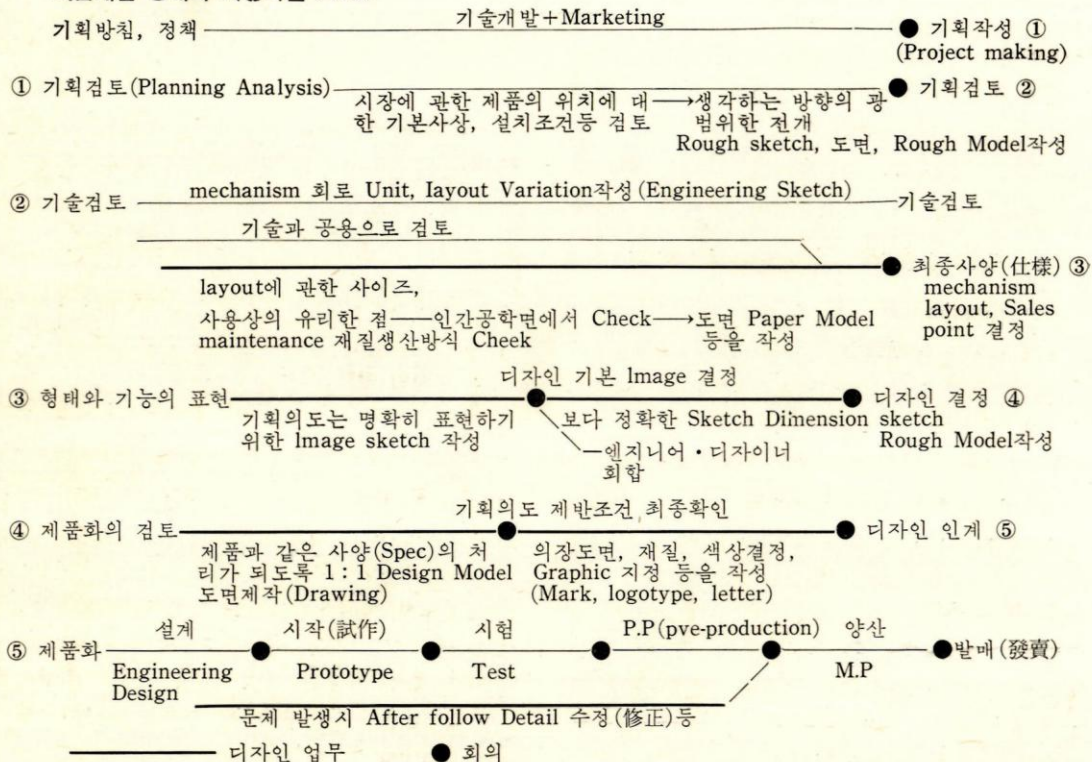 기술개발+Marketing
기획방침, 정책 ● 기획작성 ①
(Project making)
① 기획검토(Planning Analysis) ● 기획검토 ②
시장에 관한 제품의 위치에 대→생각하는 방향의 광
한 기본사상, 설치조건등 검토 범위한 전개
Rough sketch, 도면, Rough Model작성
mechanism 회로 Unit, Iayout Variation작성(Engineering Sketch)
② 기술검토 기술검토
기술과 공용으로 검토
● 최종사양(仕樣) ③
mechanism
layout, Sales
point 결정
layout에 관한 사이즈,
사용상의 유리한 점──인간공학면에서 Check→도면 Paper Model
maintenance 재질생산방식 Cheek 등을 작성
디자인 기본 Image 결정
③ 형태와 기능의 표현 ● ● 디자인 결정 ④
기획의도는 명확히 표현하기 보다 정확한 Sketch Diimension sketch
위한 Image sketch 작성 Rough Model작성
엔지니어・디자이너
회합
기획의도 제반조건 최종확인
④ 제품화의 검토 ● ● 디자인 인계 ⑤
제품과 같은 사양(Spec)의 처 의장도면, 재질, 색상결정,
리가 되도록 1:1 Design Model Graphic 지정 등을 작성
도면제작(Drawing) (Mark, logotype, letter)
설계 시작(試作) 시험 P.P(pve-production) 양산
⑤ 제품화 ● ● ● ● ●발매(發賣)
Engineering Prototype Test M.P
Design
문제 발생시 After follow Detail 수정(修正)등
디자인 업무 ● 회의